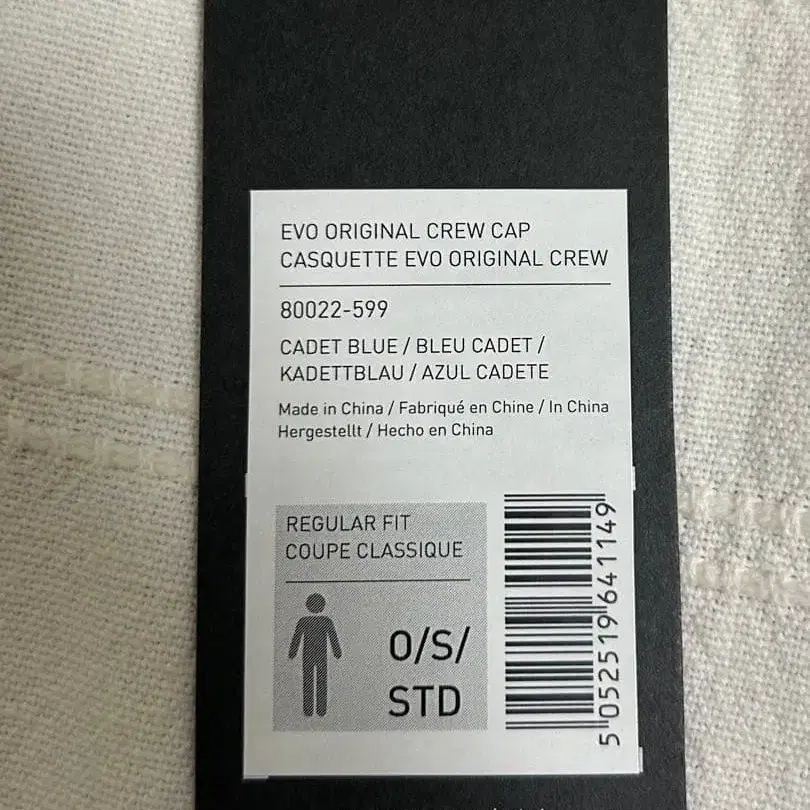 EVO ORIGINAL CREW CAP
CASQUETTE EVO ORIGINAL CREW
80022-599
CADET BLUE / BLEU CADET /
KADETTBLAU / AZUL CADETE
Made in China / Fabriqué en Chine / In China
Hergestellt / Hecho en China
REGULAR FIT
COUPE CLASSIQUE
O/S/
STD
5 052519 641149